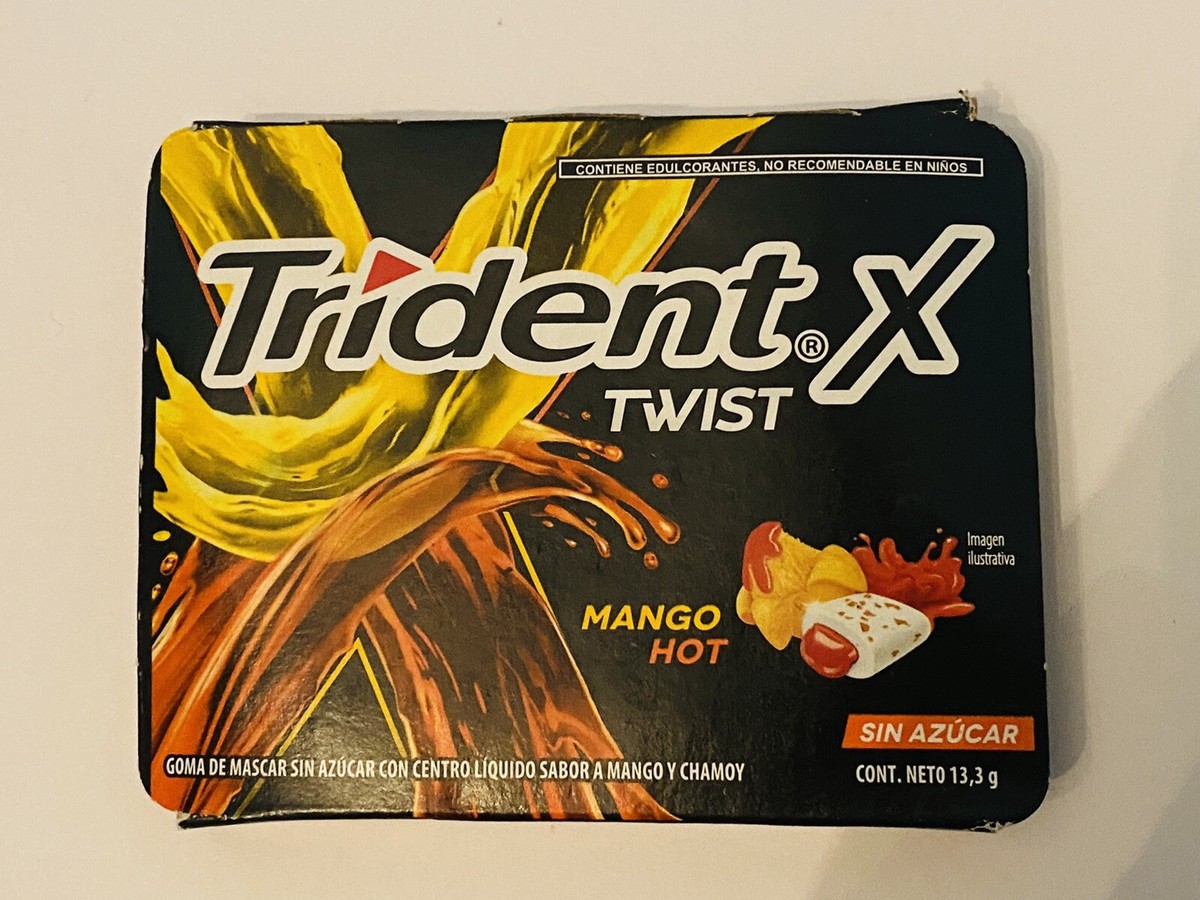 CONTIENE EDULCORANTES, NO RECOMENDABLE EN NIÑOS
Trident® X
TWIST
Imagen
ilustrativa
MANGO
HOT
SIN AZÚCAR
GOMA DE MASCAR SIN AZÚCAR CON CENTRO LÍQUIDO SABOR A MANGO Y CHAMOY
CONT. NETO 13,3 g